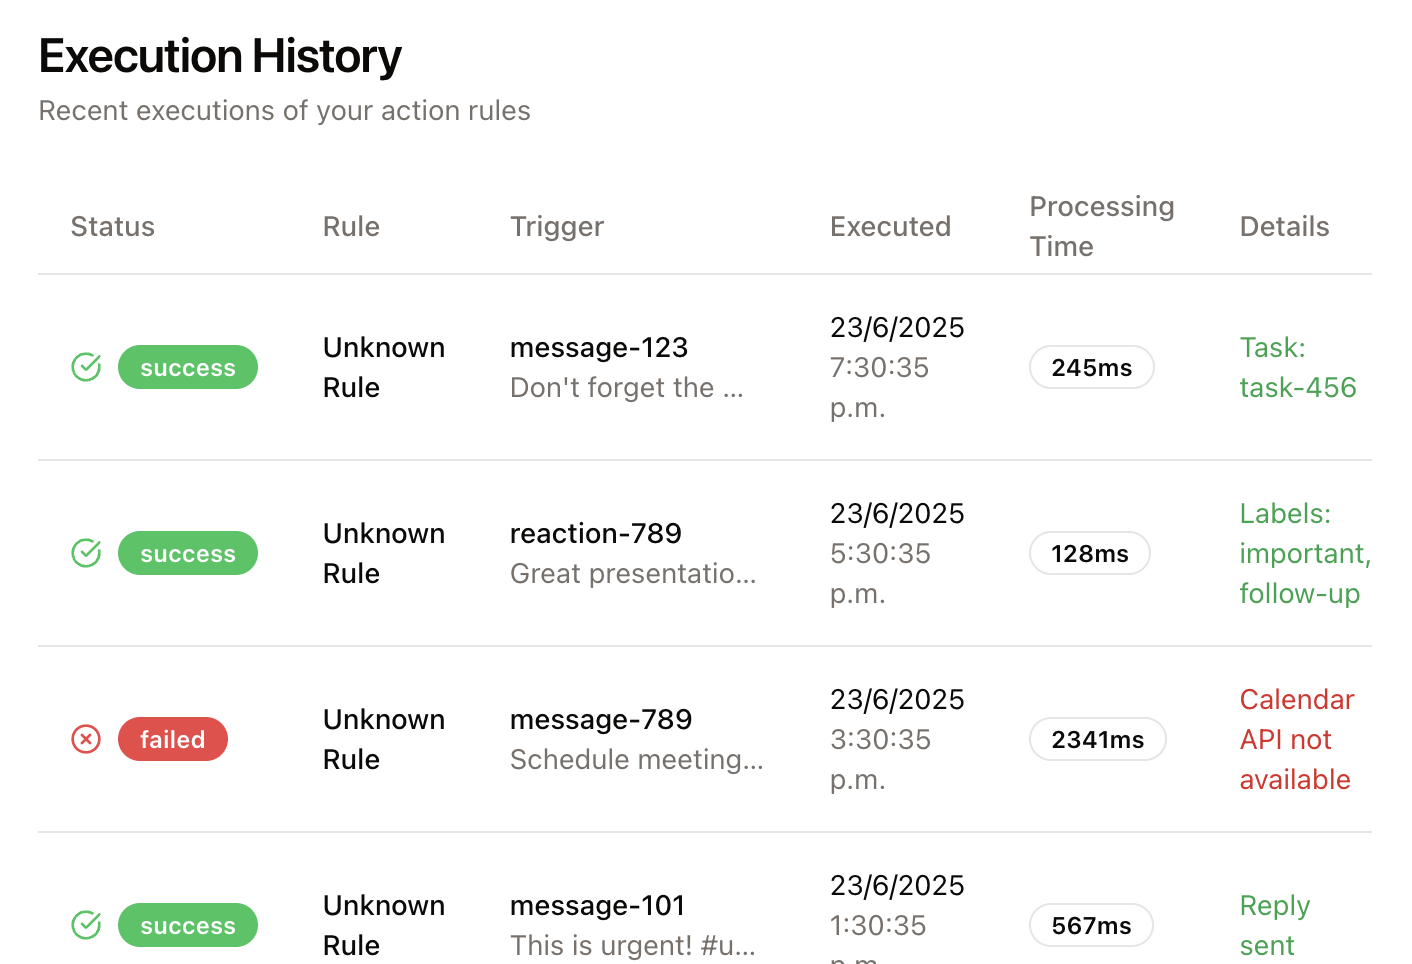 Execution History
Recent executions of your action rules
Status Rule Trigger Executed Processing Time Details
success Unknown Rule message-123 Don't forget the ... 23/6/2025 7:30:35 p.m. 245ms Task: task-456
success Unknown Rule reaction-789 Great presentatio... 23/6/2025 5:30:35 p.m. 128ms Labels: important, follow-up
failed Unknown Rule message-789 Schedule meeting... 23/6/2025 3:30:35 p.m. 2341ms Calendar API not available
success Unknown Rule message-101 This is urgent! #u... 23/6/2025 1:30:35 p.m. 567ms Reply sent